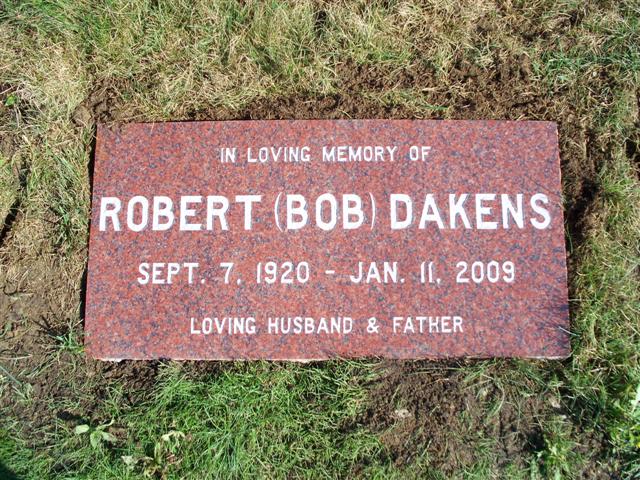 IN LOVING MEMORY OF
ROBERT (BOB) DAKENS
SEPT. 7, 1920 - JAN. 11, 2009
LOVING HUSBAND & FATHER